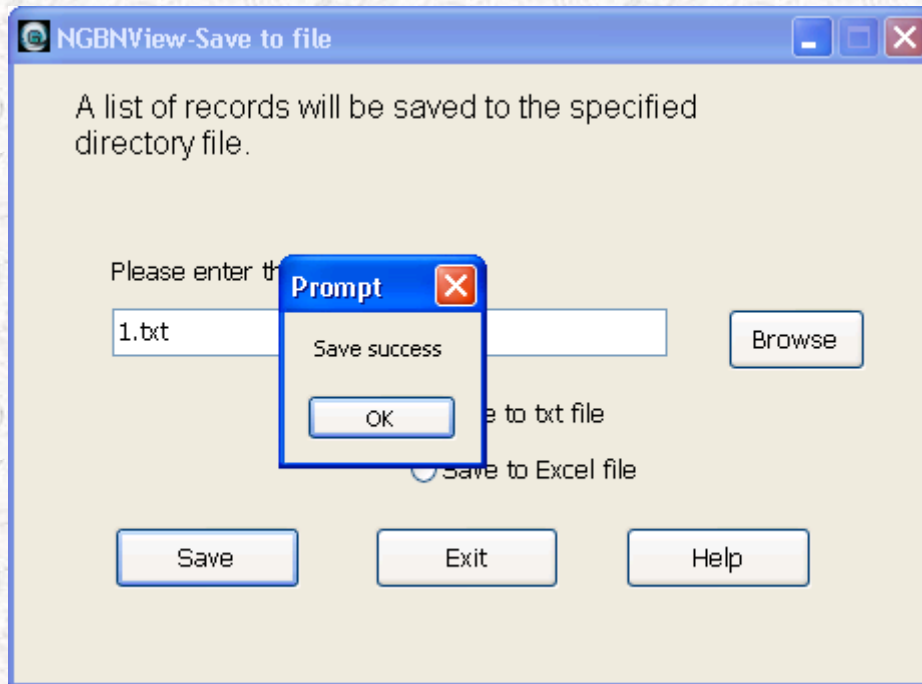 NGBNView-Save to file
A list of records will be saved to the specified
directory file.
Please enter
Prompt
1.txt
Save success
Browse
OK
to txt file
Save to Excel file
Save
Exit
Help